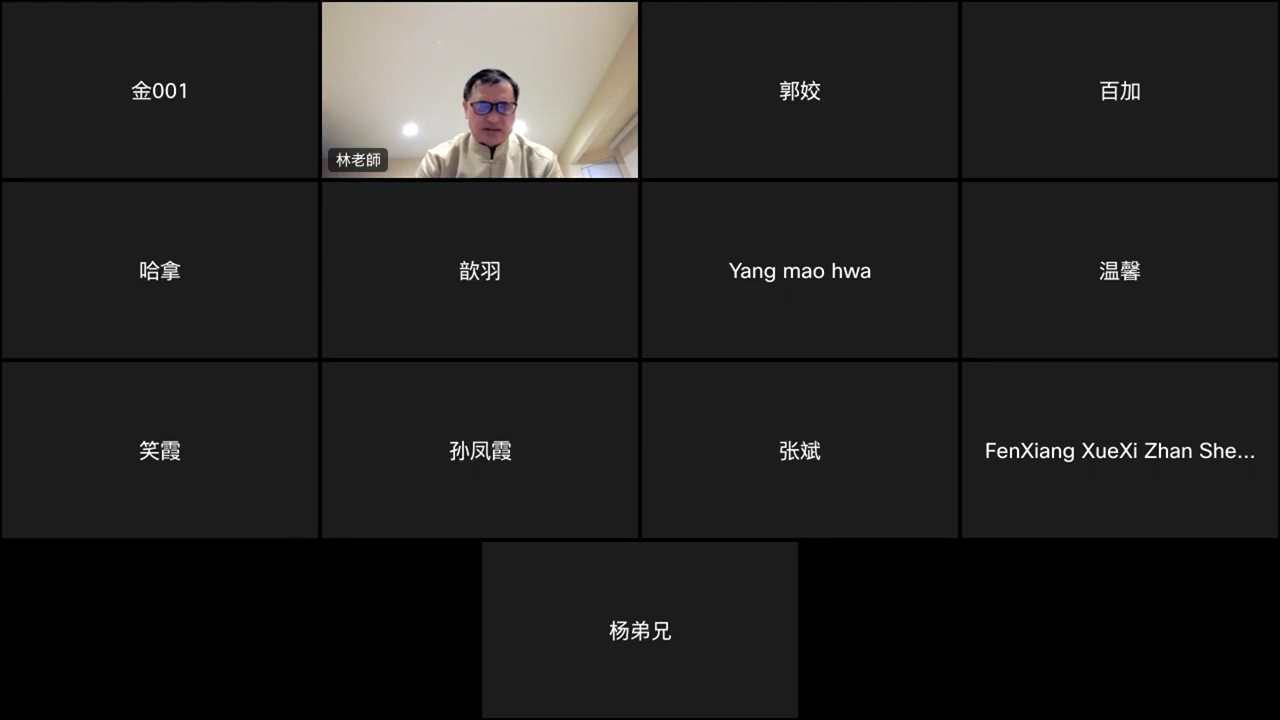 金001
林老師
郭姣
百加
哈拿
歆羽
Yang mao hwa
温馨
笑霞
孙凤霞
张斌
FenXiang XueXi Zhan She...
杨弟兄